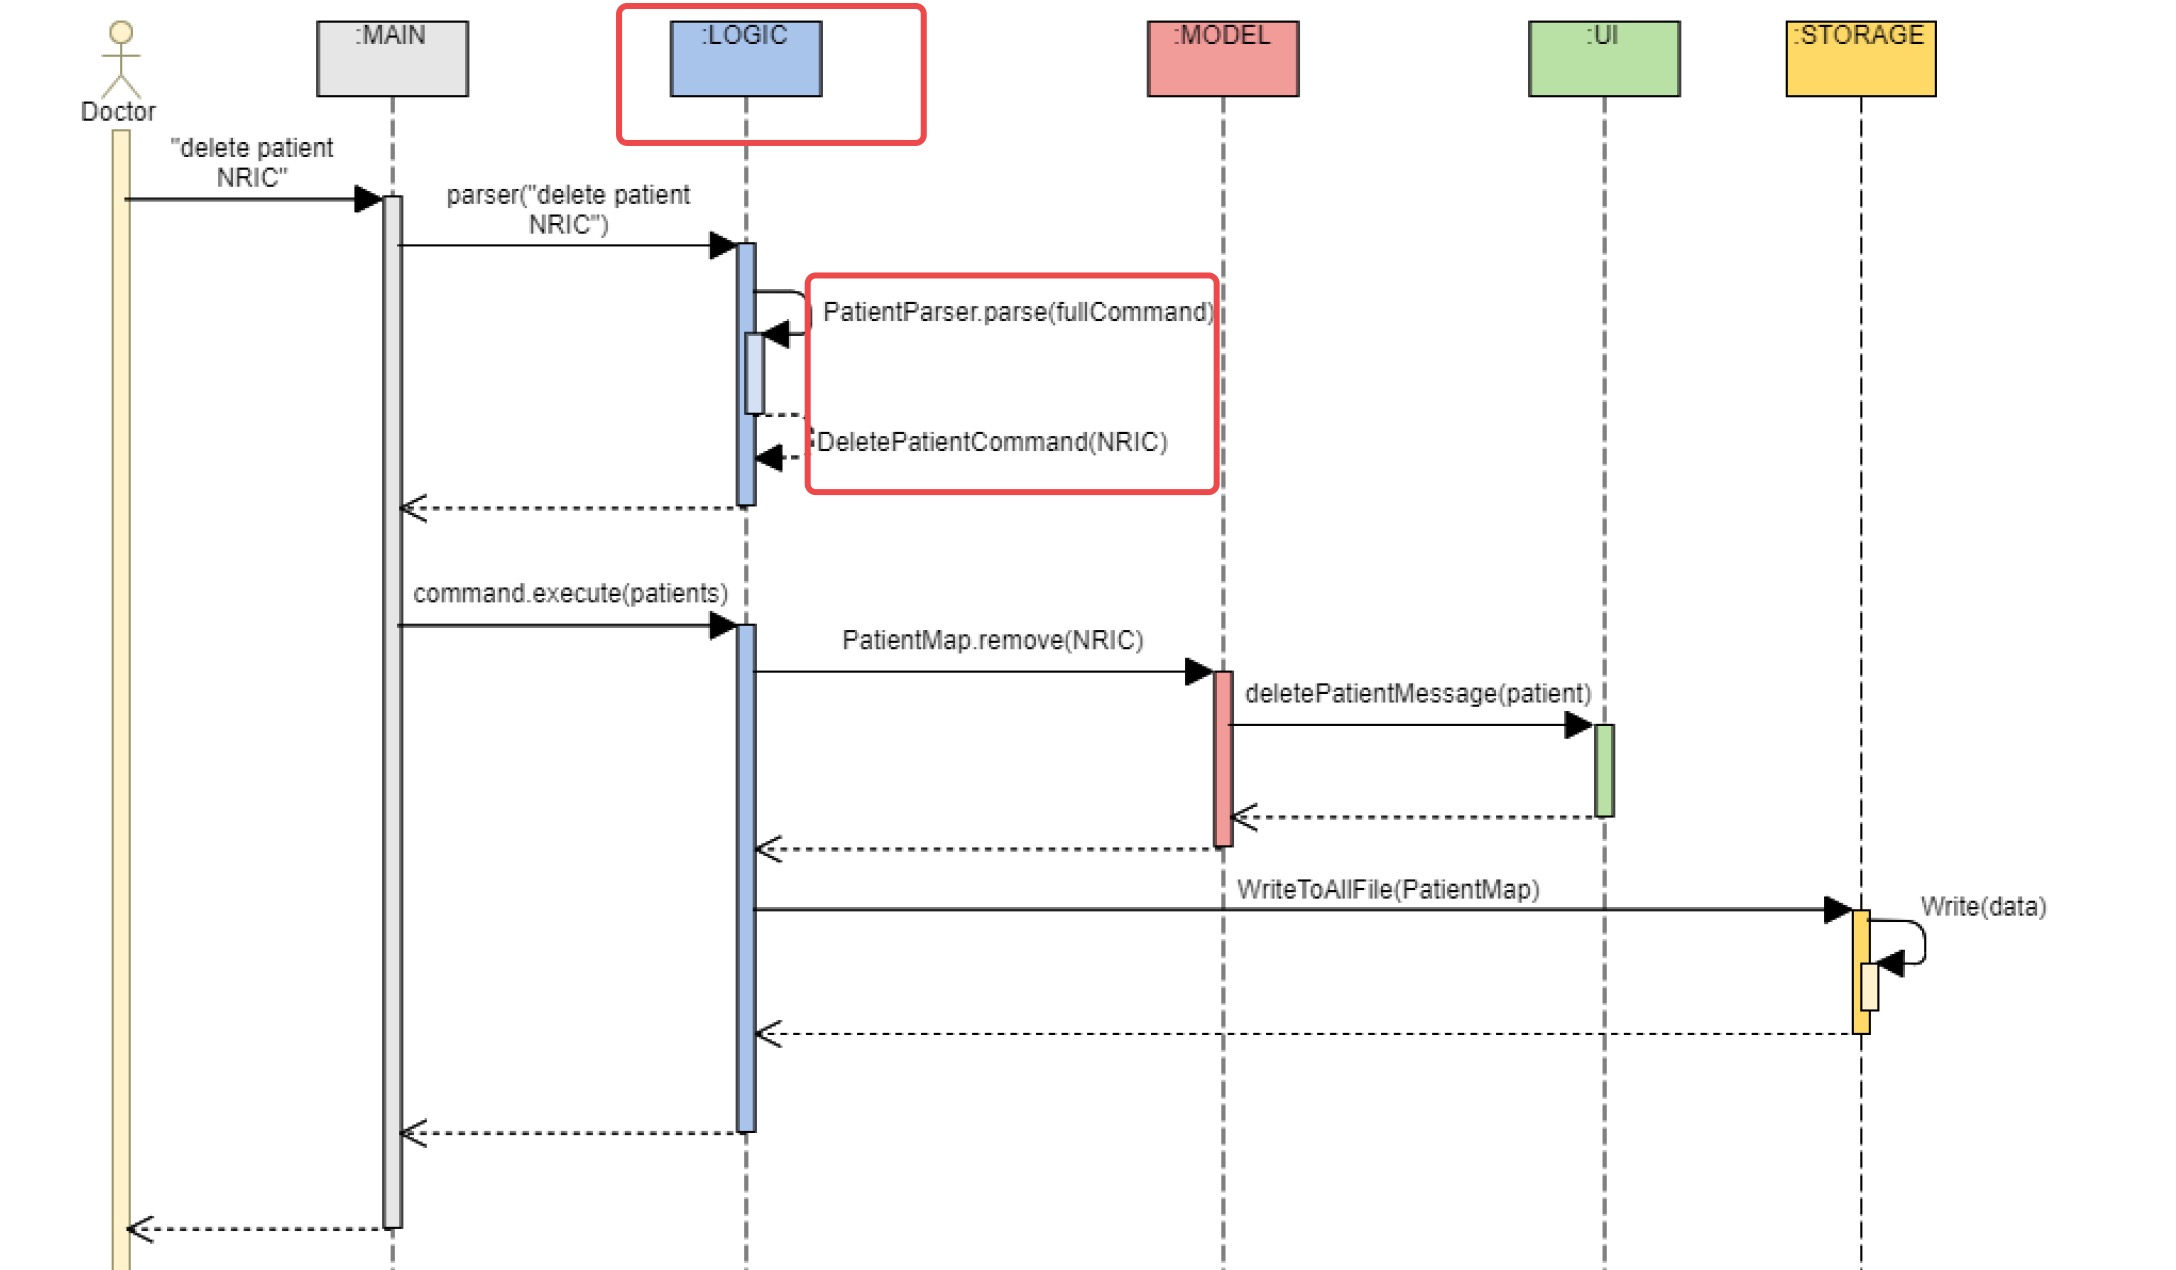 :MAIN
:LOGIC
:MODEL
:UI
:STORAGE
Doctor
"delete patient
NRIC"
parser("delete patient
NRIC")
PatientParser.parse(fullCommand)
DeletePatientCommand(NRIC)
command.execute(patients)
PatientMap.remove(NRIC)
deletePatientMessage(patient)
WriteToAllFile(PatientMap)
Write(data)